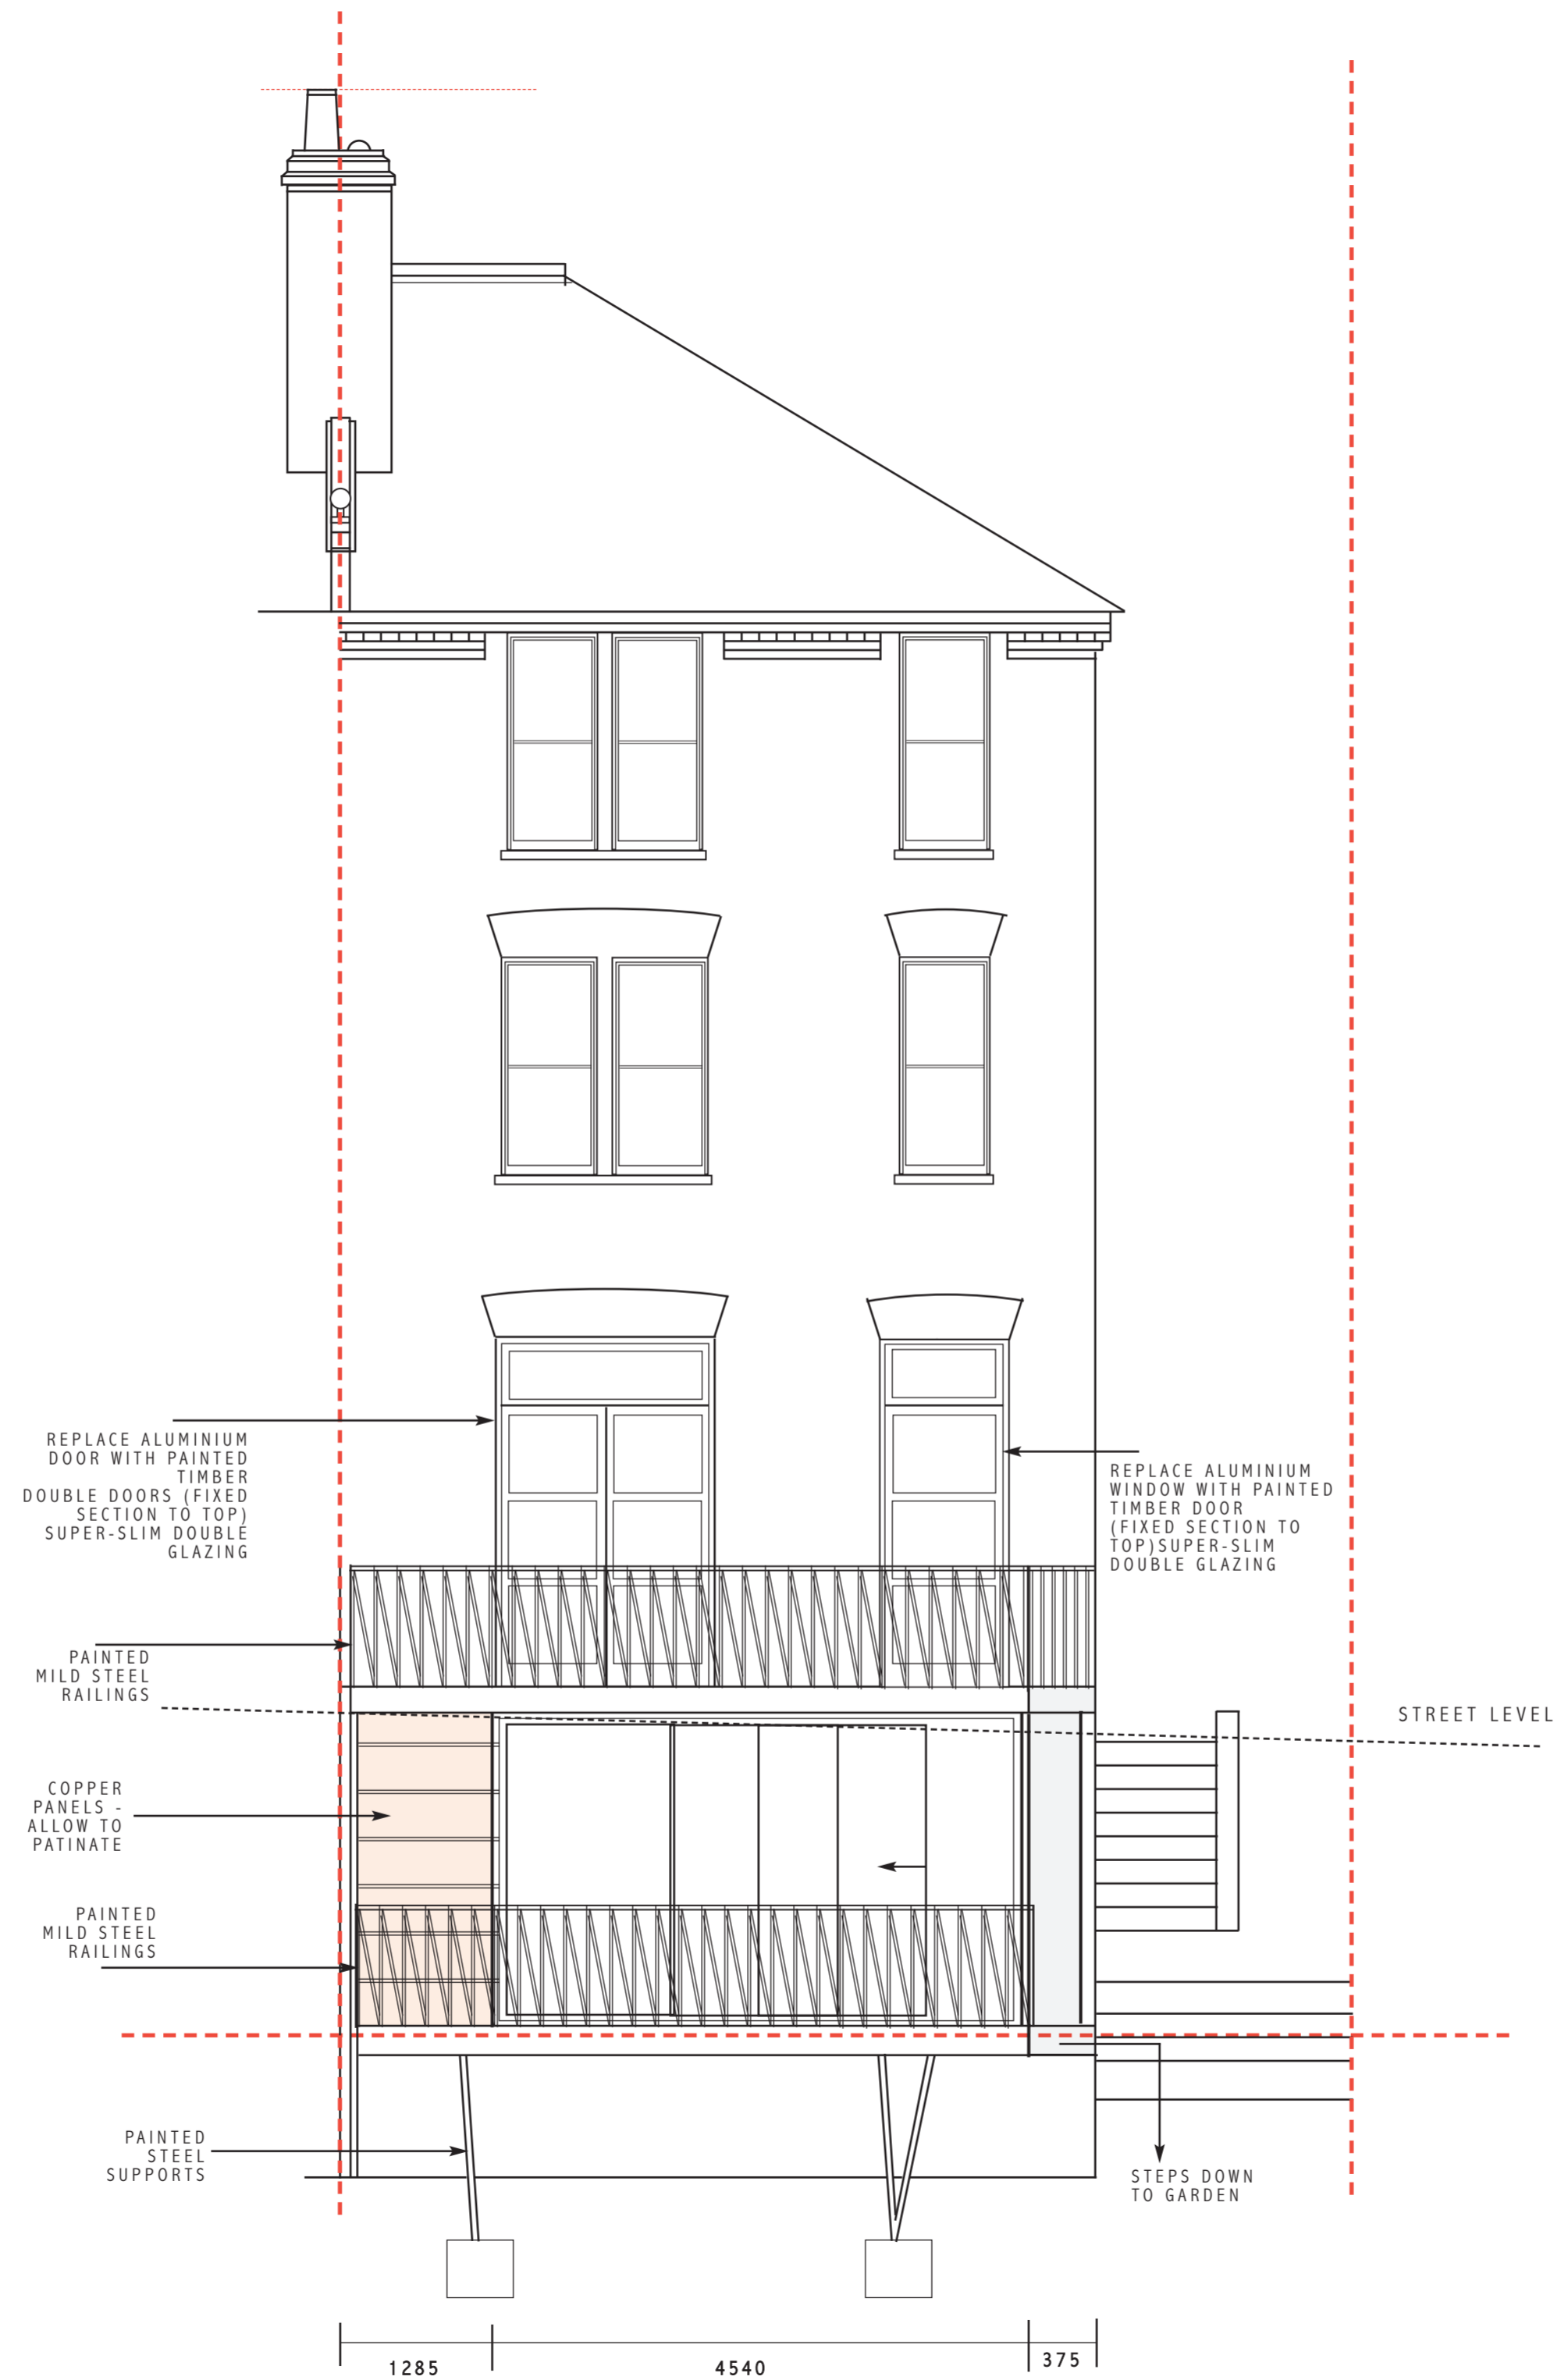 REPLACE ALUMINIUM
DOOR WITH PAINTED
TIMBER
DOUBLE DOORS (FIXED
SECTION TO TOP)
SUPER-SLIM DOUBLE
GLAZING
REPLACE ALUMINIUM
WINDOW WITH PAINTED
TIMBER DOOR
(FIXED SECTION TO
TOP)SUPER-SLIM
DOUBLE GLAZING
PAINTED
MILD STEEL
RAILINGS
STREET LEVEL
COPPER
PANELS -
ALLOW TO
PATINATE
PAINTED
MILD STEEL
RAILINGS
PAINTED
STEEL
SUPPORTS
STEPS DOWN
TO GARDEN
1285
4540
375